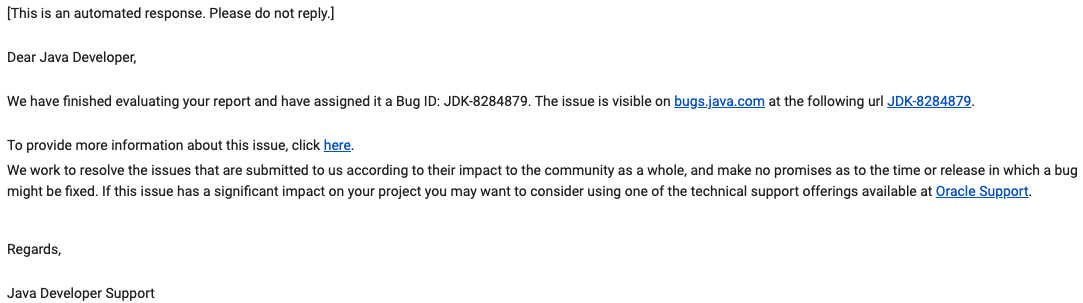 [This is an automated response. Please do not reply.]
Dear Java Developer,
We have finished evaluating your report and have assigned it a Bug ID: JDK-8284879. The issue is visible on bugs.java.com at the following url JDK-8284879.
To provide more information about this issue, click here.
We work to resolve the issues that are submitted to us according to their impact to the community as a whole, and make no promises as to the time or release in which a bug
might be fixed. If this issue has a significant impact on your project you may want to consider using one of the technical support offerings available at Oracle Support.
Regards,
Java Developer Support